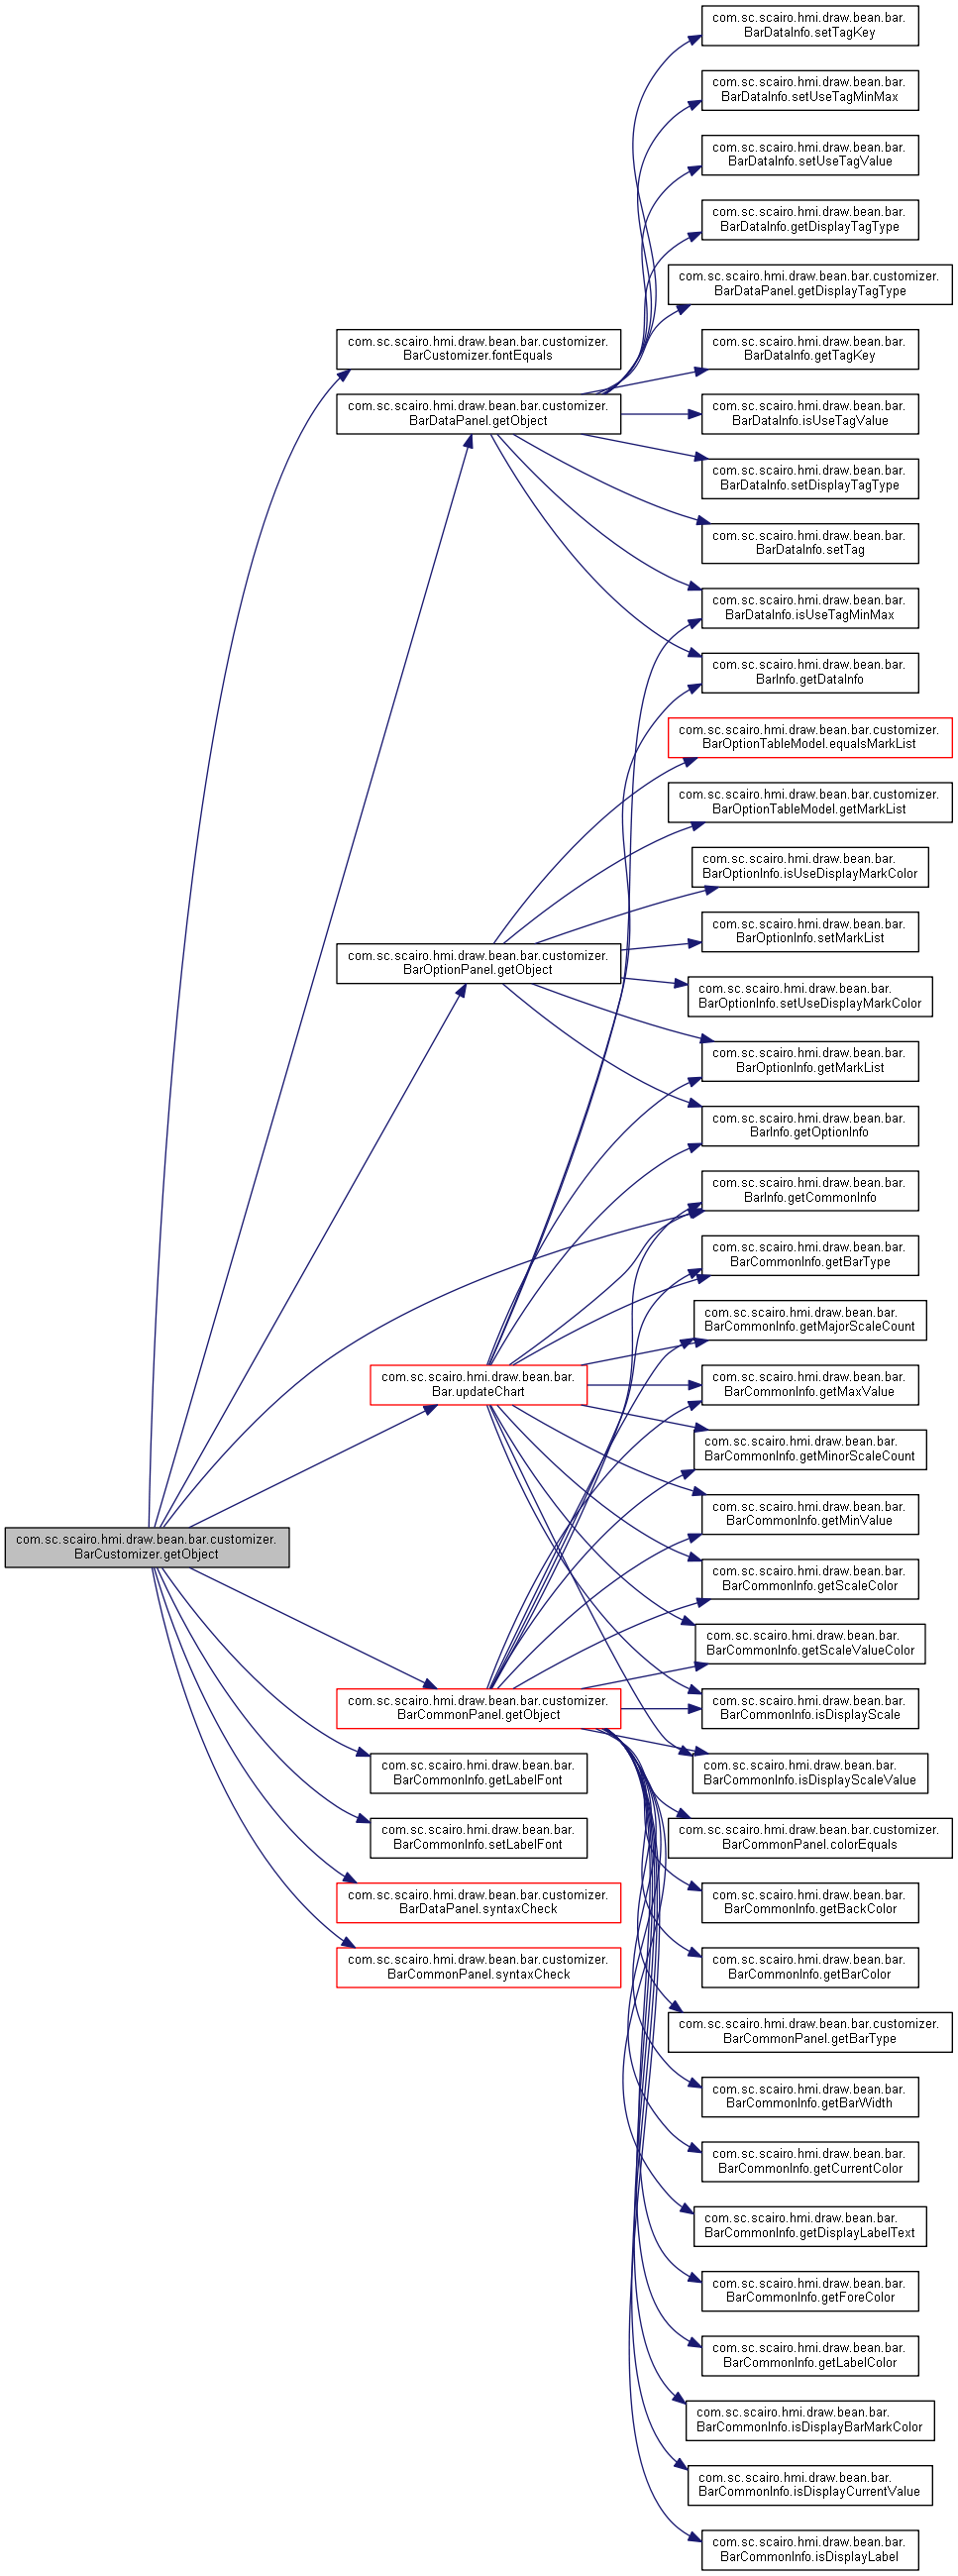 com.sc.scairo.hmi.draw.bean.bar.customizer.
BarCustomizer.getObject
com.sc.scairo.hmi.draw.bean.bar.customizer.
BarCustomizer.fontEquals
com.sc.scairo.hmi.draw.bean.bar.customizer.
BarDataPanel.getObject
com.sc.scairo.hmi.draw.bean.bar.customizer.
BarOptionPanel.getObject
com.sc.scairo.hmi.draw.bean.bar.
Bar.updateChart
com.sc.scairo.hmi.draw.bean.bar.customizer.
BarCommonPanel.getObject
com.sc.scairo.hmi.draw.bean.bar.
BarCommonInfo.getLabelFont
com.sc.scairo.hmi.draw.bean.bar.
BarCommonInfo.setLabelFont
com.sc.scairo.hmi.draw.bean.bar.customizer.
BarDataPanel.syntaxCheck
com.sc.scairo.hmi.draw.bean.bar.customizer.
BarCommonPanel.syntaxCheck
com.sc.scairo.hmi.draw.bean.bar.
BarDataInfo.setTagKey
com.sc.scairo.hmi.draw.bean.bar.
BarDataInfo.setUseTagMinMax
com.sc.scairo.hmi.draw.bean.bar.
BarDataInfo.setUseTagValue
com.sc.scairo.hmi.draw.bean.bar.
BarDataInfo.getDisplayTagType
com.sc.scairo.hmi.draw.bean.bar.customizer.
BarDataPanel.getDisplayTagType
com.sc.scairo.hmi.draw.bean.bar.
BarDataInfo.getTagKey
com.sc.scairo.hmi.draw.bean.bar.
BarDataInfo.isUseTagValue
com.sc.scairo.hmi.draw.bean.bar.
BarDataInfo.setDisplayTagType
com.sc.scairo.hmi.draw.bean.bar.
BarDataInfo.setTag
com.sc.scairo.hmi.draw.bean.bar.
BarDataInfo.isUseTagMinMax
com.sc.scairo.hmi.draw.bean.bar.
BarInfo.getDataInfo
com.sc.scairo.hmi.draw.bean.bar.customizer.
BarOptionTableModel.equalsMarkList
com.sc.scairo.hmi.draw.bean.bar.customizer.
BarOptionTableModel.getMarkList
com.sc.scairo.hmi.draw.bean.bar.
BarOptionInfo.isUseDisplayMarkColor
com.sc.scairo.hmi.draw.bean.bar.
BarOptionInfo.setMarkList
com.sc.scairo.hmi.draw.bean.bar.
BarOptionInfo.setUseDisplayMarkColor
com.sc.scairo.hmi.draw.bean.bar.
BarOptionInfo.getMarkList
com.sc.scairo.hmi.draw.bean.bar.
BarInfo.getOptionInfo
com.sc.scairo.hmi.draw.bean.bar.
BarInfo.getCommonInfo
com.sc.scairo.hmi.draw.bean.bar.
BarCommonInfo.getBarType
com.sc.scairo.hmi.draw.bean.bar.
BarCommonInfo.getMajorScaleCount
com.sc.scairo.hmi.draw.bean.bar.
BarCommonInfo.getMaxValue
com.sc.scairo.hmi.draw.bean.bar.
BarCommonInfo.getMinorScaleCount
com.sc.scairo.hmi.draw.bean.bar.
BarCommonInfo.getMinValue
com.sc.scairo.hmi.draw.bean.bar.
BarCommonInfo.getScaleColor
com.sc.scairo.hmi.draw.bean.bar.
BarCommonInfo.getScaleValueColor
com.sc.scairo.hmi.draw.bean.bar.
BarCommonInfo.isDisplayScale
com.sc.scairo.hmi.draw.bean.bar.
BarCommonInfo.isDisplayScaleValue
com.sc.scairo.hmi.draw.bean.bar.customizer.
BarCommonPanel.colorEquals
com.sc.scairo.hmi.draw.bean.bar.
BarCommonInfo.getBackColor
com.sc.scairo.hmi.draw.bean.bar.
BarCommonInfo.getBarColor
com.sc.scairo.hmi.draw.bean.bar.customizer.
BarCommonPanel.getBarType
com.sc.scairo.hmi.draw.bean.bar.
BarCommonInfo.getBarWidth
com.sc.scairo.hmi.draw.bean.bar.
BarCommonInfo.getCurrentColor
com.sc.scairo.hmi.draw.bean.bar.
BarCommonInfo.getDisplayLabelText
com.sc.scairo.hmi.draw.bean.bar.
BarCommonInfo.getForeColor
com.sc.scairo.hmi.draw.bean.bar.
BarCommonInfo.getLabelColor
com.sc.scairo.hmi.draw.bean.bar.
BarCommonInfo.isDisplayBarMarkColor
com.sc.scairo.hmi.draw.bean.bar.
BarCommonInfo.isDisplayCurrentValue
com.sc.scairo.hmi.draw.bean.bar.
BarCommonInfo.isDisplayLabel